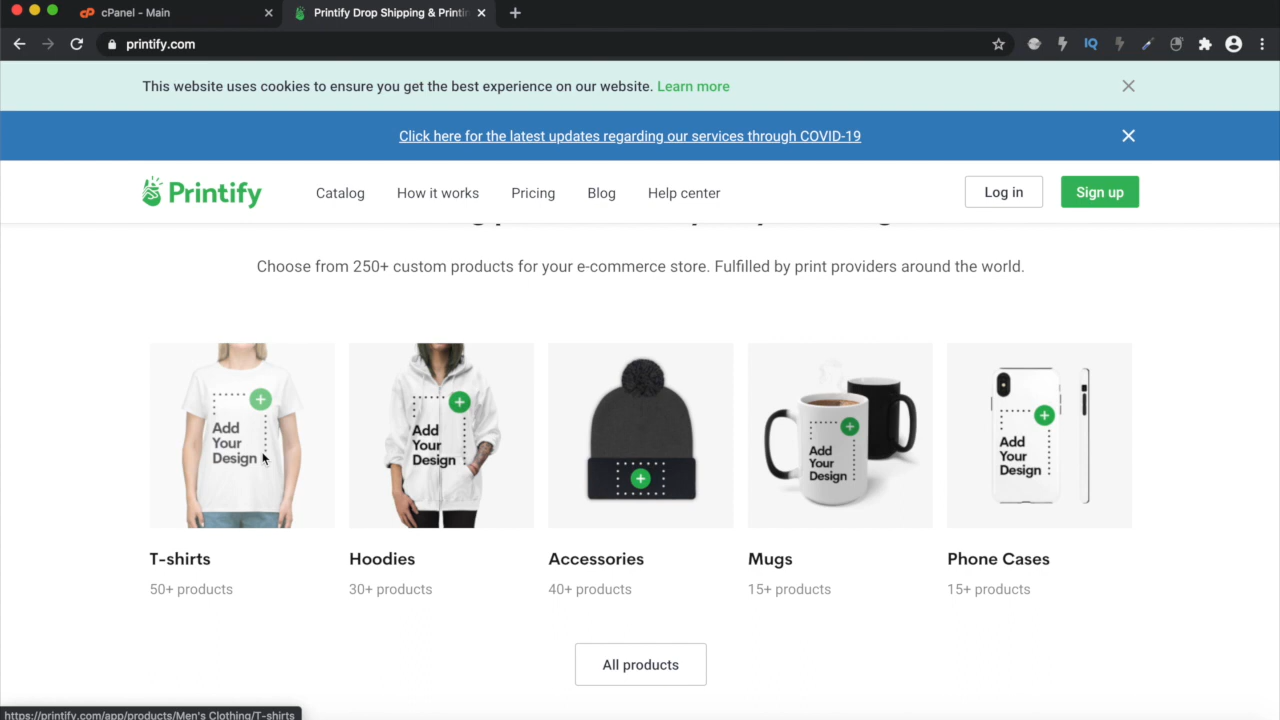 cPanel - Main
Printify Drop Shipping & Printin
printify.com
IQ
This website uses cookies to ensure you get the best experience on our website. Learn more
Click here for the latest updates regarding our services through COVID-19
Printify
Catalog
How it works
Pricing
Blog
Help center
Log in
Sign up
Choose from 250+ custom products for your e-commerce store. Fulfilled by print providers around the world.
Add
Your
Design
Add
Your
Design
Add
Your
Design
Add
Your
Design
T-shirts
Hoodies
Accessories
Mugs
Phone Cases
50+ products
30+ products
40+ products
15+ products
15+ products
All products
https://printify.com/app/products/Men's Clothing/T-shirts